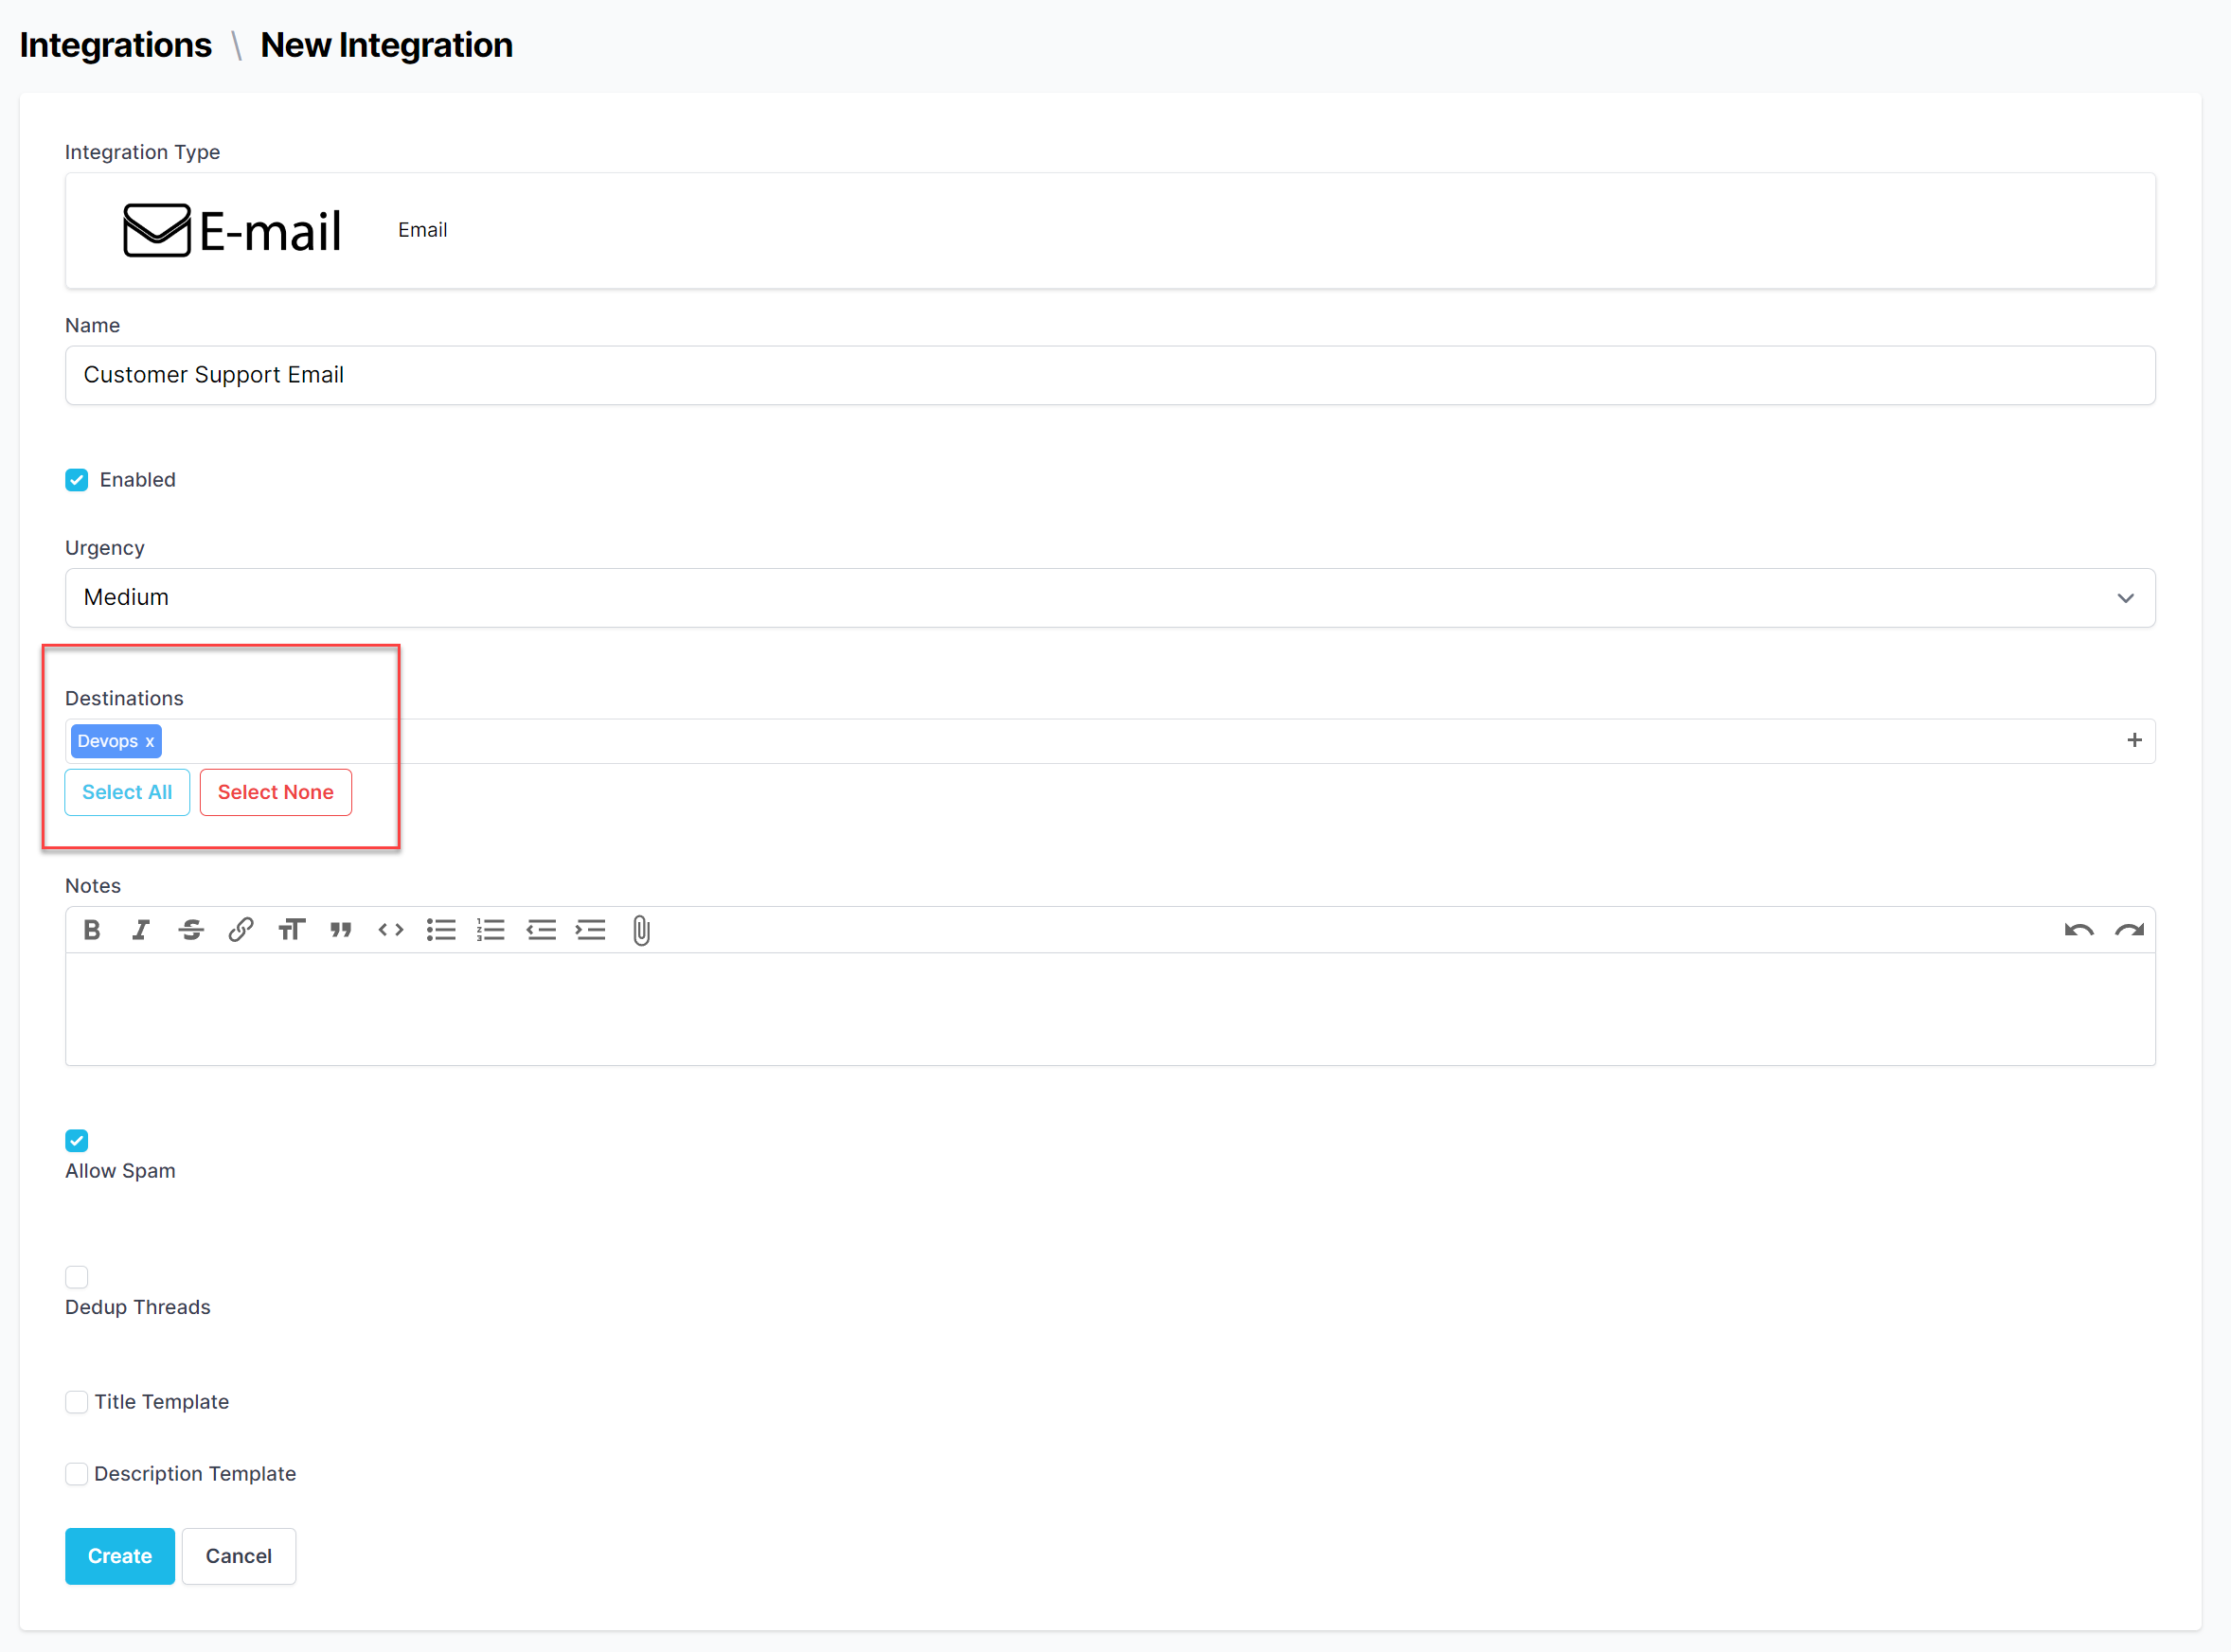 Integrations \ New Integration
Integration Type
E-mail Email
Name
Customer Support Email
Enabled
Urgency
Medium
Destinations
Devops x
+
Select All Select None
Notes
Allow Spam
Dedup Threads
Title Template
Description Template
Create Cancel